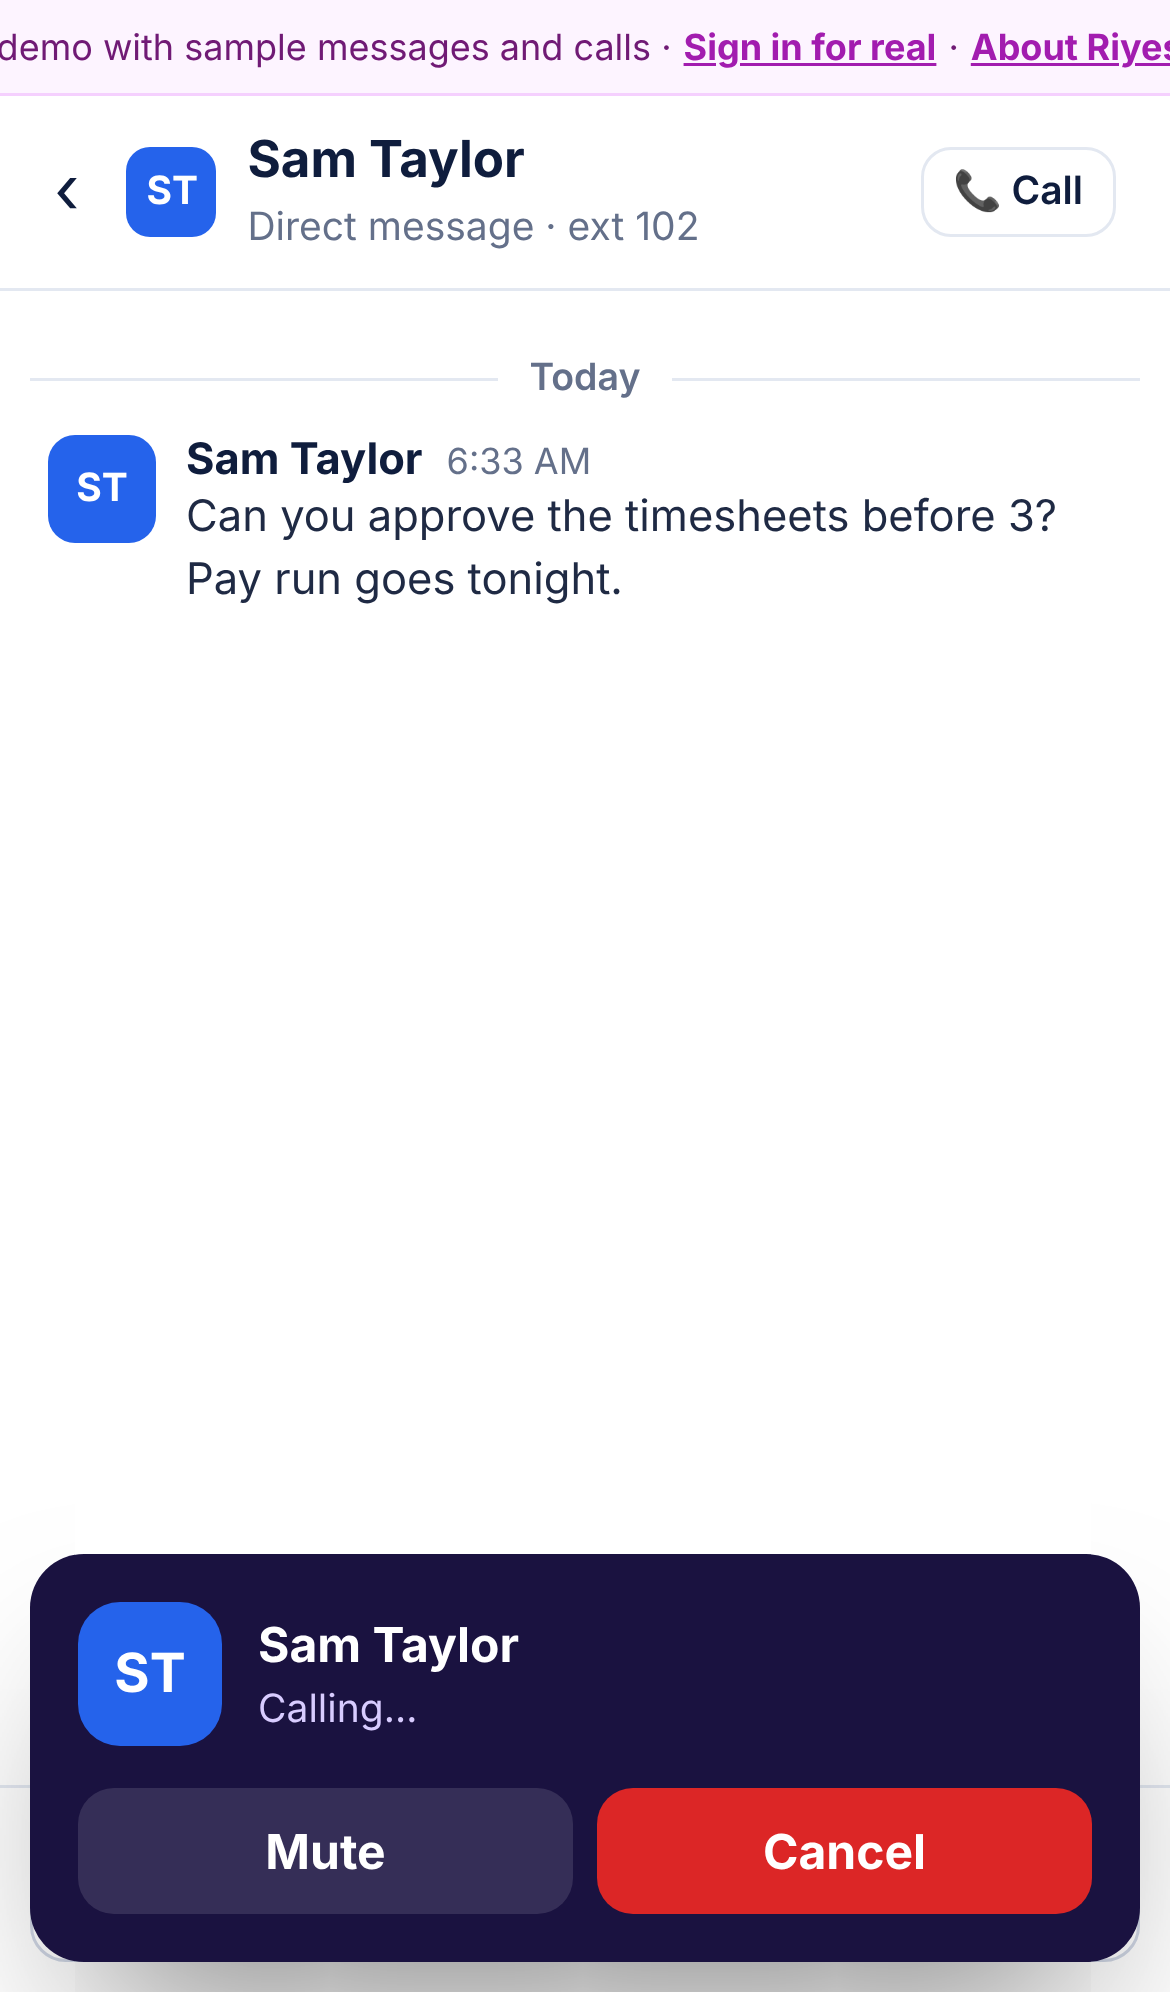 demo with sample messages and calls · Sign in for real · About Riyes
‹ ST Sam Taylor
Direct message · ext 102
📞 Call
Today
ST Sam Taylor 6:33 AM
Can you approve the timesheets before 3?
Pay run goes tonight.
ST Sam Taylor
Calling...
Mute Cancel